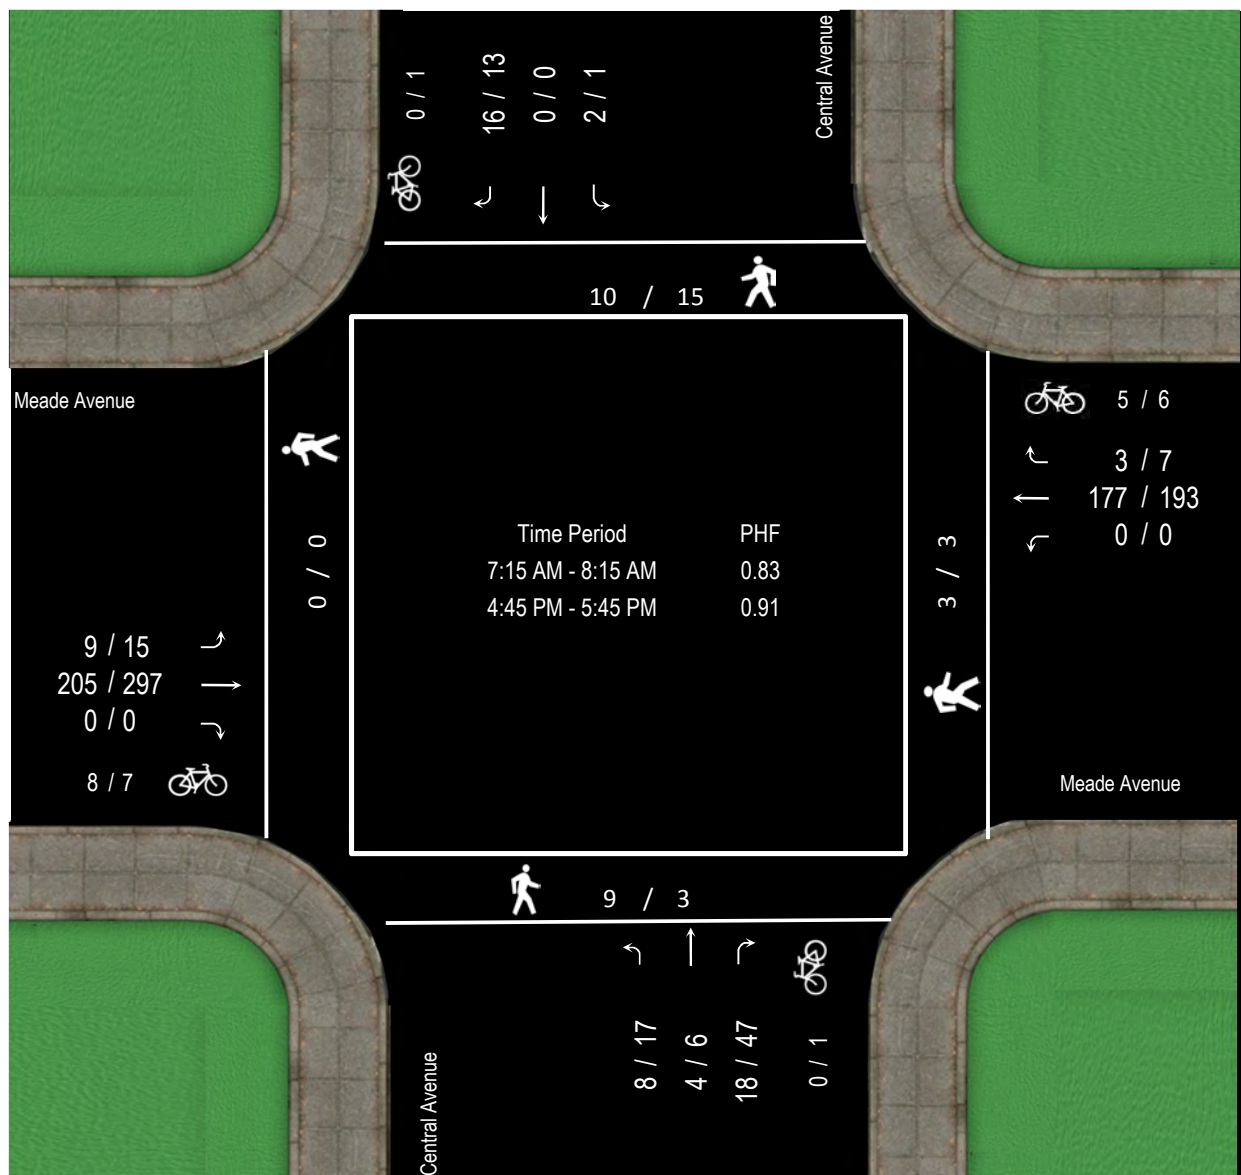 0 / 1
16 / 13
0 / 0
2 / 1
Central Avenue
10 / 15
Meade Avenue
5 / 6
3 / 7
177 / 193
0 / 0
0 / 0
Time Period PHF
7:15 AM - 8:15 AM 0.83
4:45 PM - 5:45 PM 0.91
3 / 3
9 / 15
205 / 297
0 / 0
8 / 7
Meade Avenue
9 / 3
Central Avenue
8 / 17
4 / 6
18 / 47
0 / 1